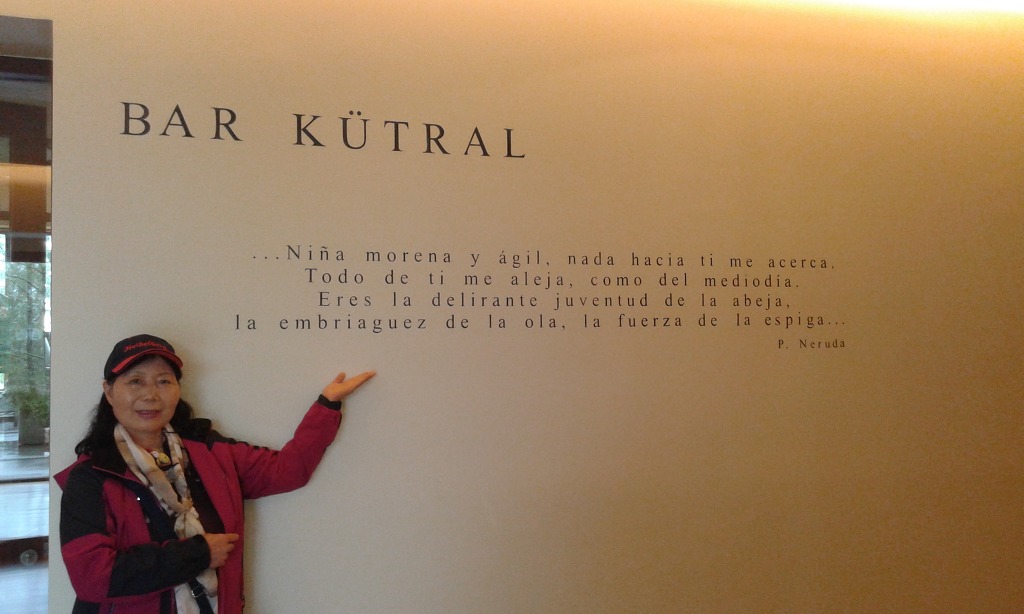 BAR KÜTRAL
...Niña morena y ágil, nada hacia ti me acerca.
Todo de ti me aleja, como del mediodía.
Eres la delirante juventud de la abeja,
la embriaguez de la ola, la fuerza de la espiga...
P. Neruda